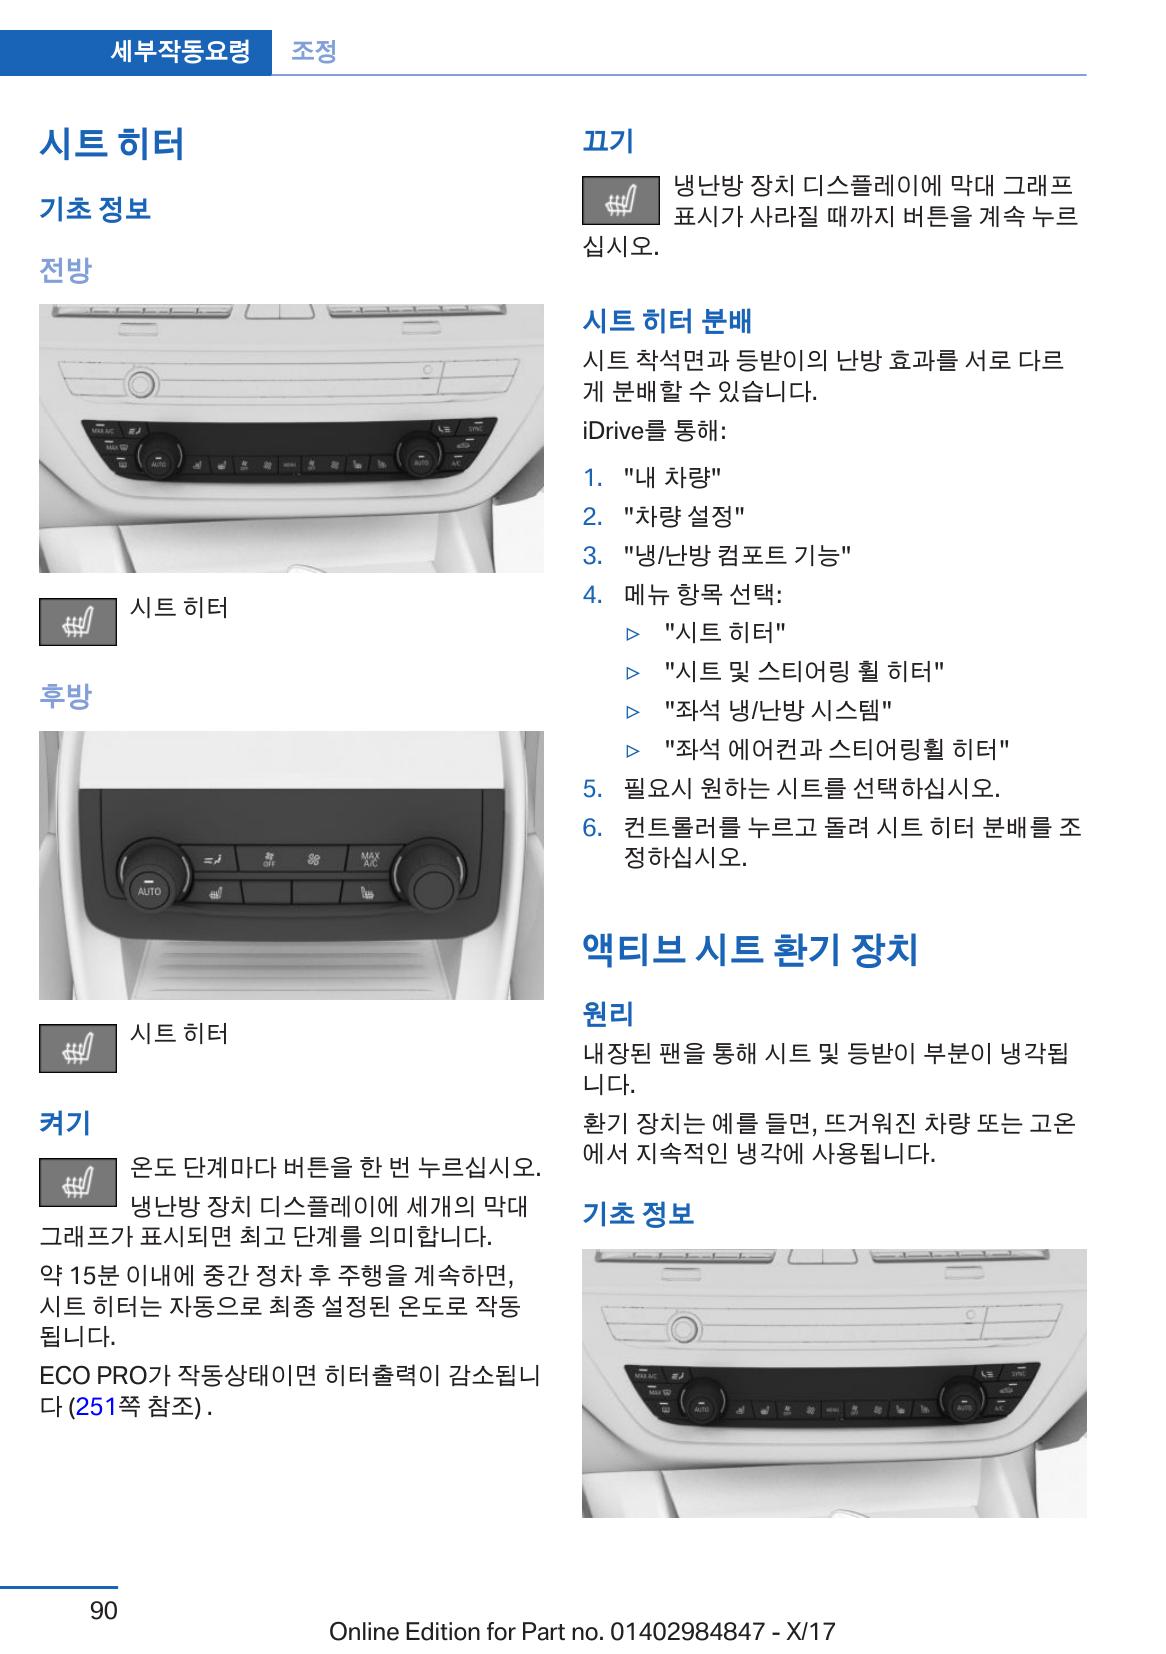 세부작동요령 조정
시트 히터
기초 정보
전방
MAX A/C
SYNC
MAX
AUTO
OFF
MENU
OFF
AUTO
A/C
시트 히터
후방
AUTO
OFF
MAX
A/C
시트 히터
켜기
온도 단계마다 버튼을 한 번 누르십시오.
냉난방 장치 디스플레이에 세개의 막대
그래프가 표시되면 최고 단계를 의미합니다.
약 15분 이내에 중간 정차 후 주행을 계속하면,
시트 히터는 자동으로 최종 설정된 온도로 작동
됩니다.
ECO PRO가 작동상태이면 히터출력이 감소됩니
다 (251쪽 참조) .
끄기
냉난방 장치 디스플레이에 막대 그래프
표시가 사라질 때까지 버튼을 계속 누르
십시오.
시트 히터 분배
시트 착석면과 등받이의 난방 효과를 서로 다르
게 분배할 수 있습니다.
iDrive를 통해:
1. "내 차량"
2. "차량 설정"
3. "냉/난방 컴포트 기능"
4. 메뉴 항목 선택:
▷ "시트 히터"
▷ "시트 및 스티어링 휠 히터"
▷ "좌석 냉/난방 시스템"
▷ "좌석 에어컨과 스티어링휠 히터"
5. 필요시 원하는 시트를 선택하십시오.
6. 컨트롤러를 누르고 돌려 시트 히터 분배를 조
정하십시오.
액티브 시트 환기 장치
원리
내장된 팬을 통해 시트 및 등받이 부분이 냉각됩
니다.
환기 장치는 예를 들면, 뜨거워진 차량 또는 고온
에서 지속적인 냉각에 사용됩니다.
기초 정보
MAX A/C
SYNC
MAX
AUTO
OFF
MENU
OFF
AUTO
A/C
90
Online Edition for Part no. 01402984847 - X/17